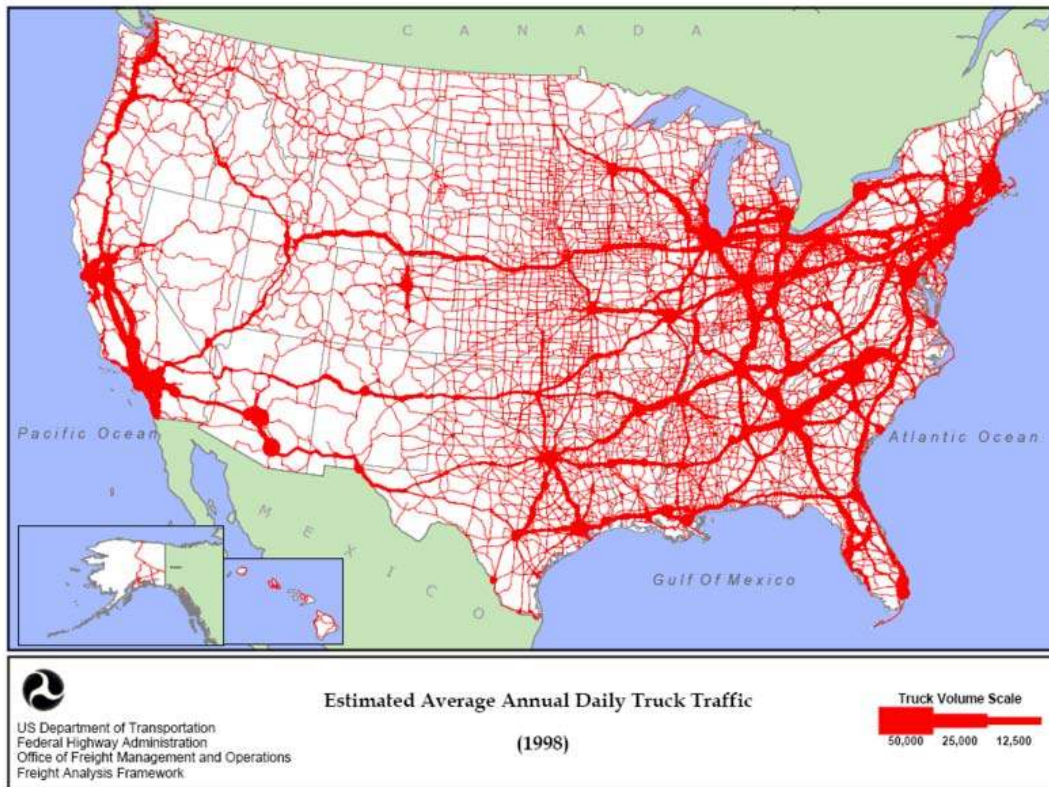 C A N A D A
Pacific Ocean
Atlantic Ocean
M E X I C O
Gulf Of Mexico
US Department of Transportation
Federal Highway Administration
Office of Freight Management and Operations
Freight Analysis Framework
Estimated Average Annual Daily Truck Traffic
(1998)
Truck Volume Scale
50,000 25,000 12,500